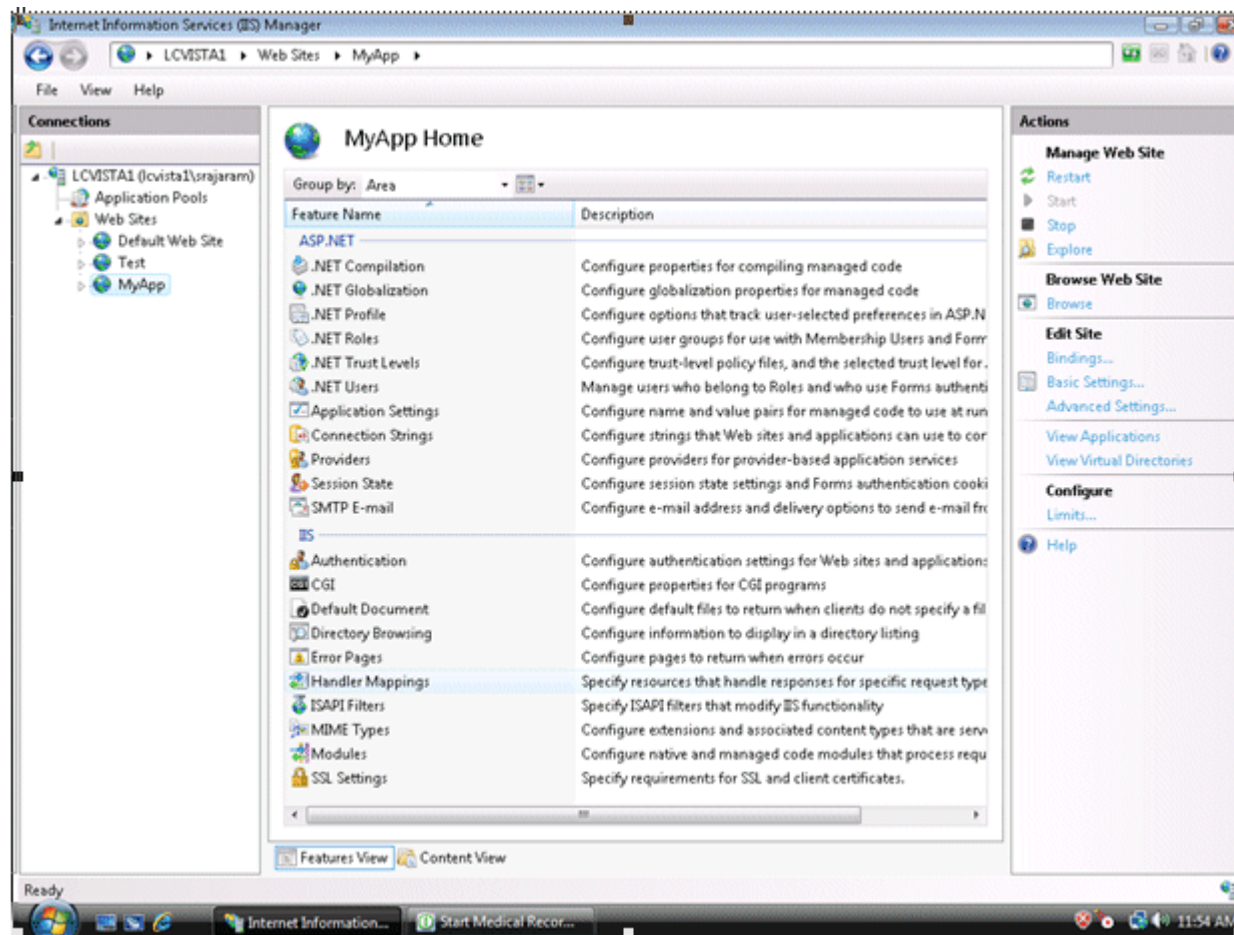 Internet Information Services (IIS) Manager
LCVISTA1 Web Sites MyApp
File View Help
Connections
LCVISTA1 (lcvista1\srajaram)
Application Pools
Web Sites
Default Web Site
Test
MyApp
MyApp Home
Group by: Area
Feature Name Description
ASP.NET
.NET Compilation Configure properties for compiling managed code
.NET Globalization Configure globalization properties for managed code
.NET Profile Configure options that track user-selected preferences in ASP.N
.NET Roles Configure user groups for use with Membership Users and Form
.NET Trust Levels Configure trust-level policy files, and the selected trust level for.
.NET Users Manage users who belong to Roles and who use Forms authenti
Application Settings Configure name and value pairs for managed code to use at run
Connection Strings Configure strings that Web sites and applications can use to cor
Providers Configure providers for provider-based application services
Session State Configure session state settings and Forms authentication cooki
SMTP E-mail Configure e-mail address and delivery options to send e-mail fro
IIS
Authentication Configure authentication settings for Web sites and applications
CGI Configure properties for CGI programs
Default Document Configure default files to return when clients do not specify a fil
Directory Browsing Configure information to display in a directory listing
Error Pages Configure pages to return when errors occur
Handler Mappings Specify resources that handle responses for specific request type
ISAPI Filters Specify ISAPI filters that modify IIS functionality
MIME Types Configure extensions and associated content types that are serv
Modules Configure native and managed code modules that process requ
SSL Settings Specify requirements for SSL and client certificates.
Features View Content View
Actions
Manage Web Site
Restart
Start
Stop
Explore
Browse Web Site
Browse
Edit Site
Bindings...
Basic Settings...
Advanced Settings...
View Applications
View Virtual Directories
Configure
Limits...
Help
Ready
Internet Information... Start Medical Recor... 11:54 AM